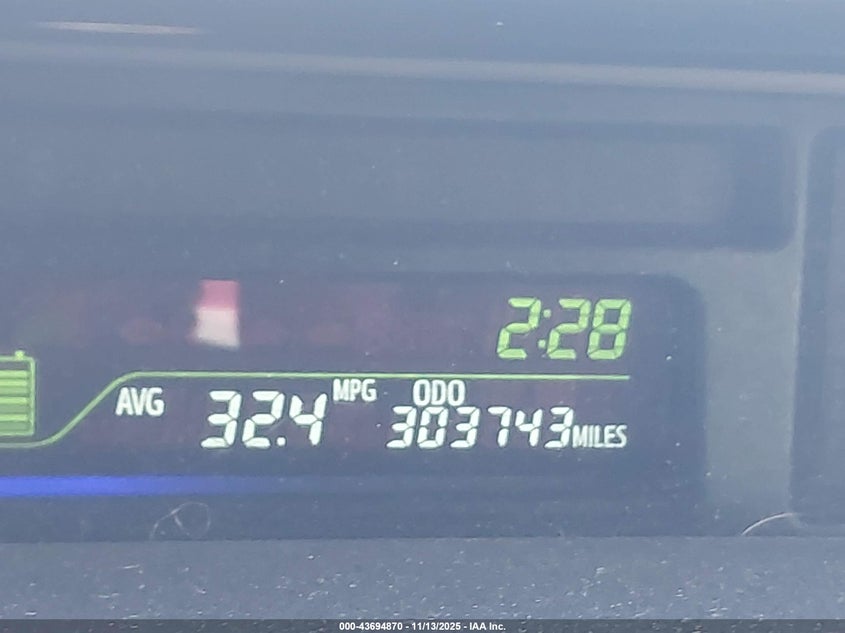 2:28
AVG 32.4 MPG ODO
303743 MILES
000-43694870 - 11/13/2025 - IAA Inc.